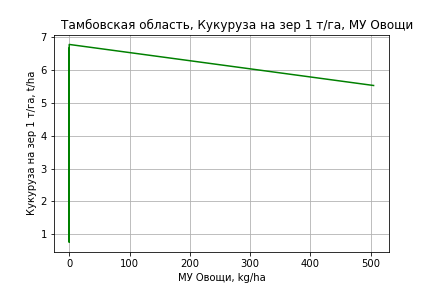 Тамбовская область, Кукуруза на зер 1 т/га, МУ Овощи
7
6
5
4
3
2
1
Кукуруза на зер 1 т/га, t/ha
0 100 200 300 400 500
МУ Овощи, kg/ha